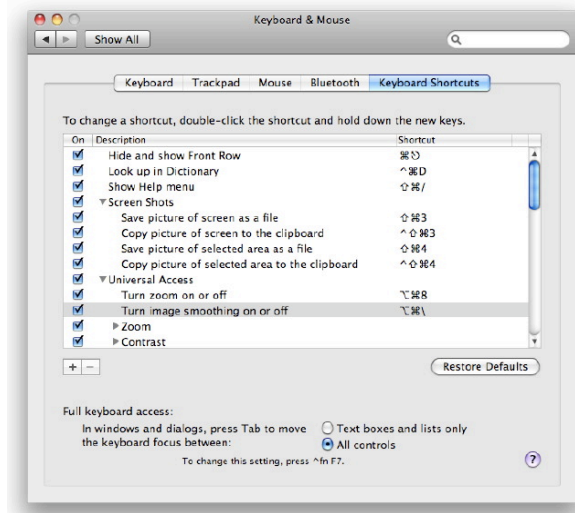 Keyboard & Mouse
Show All
Keyboard Trackpad Mouse Bluetooth Keyboard Shortcuts
To change a shortcut, double-click the shortcut and hold down the new keys.
On Description Shortcut
Hide and show Front Row ⌘⎋
Look up in Dictionary ^⌘D
Show Help menu ⇧⌘/
▼Screen Shots
Save picture of screen as a file ⇧⌘3
Copy picture of screen to the clipboard ^⇧⌘3
Save picture of selected area as a file ⇧⌘4
Copy picture of selected area to the clipboard ^⇧⌘4
▼Universal Access
Turn zoom on or off ⌥⌘8
Turn image smoothing on or off ⌥⌘\
▶Zoom
▶Contrast
+ − Restore Defaults
Full keyboard access:
In windows and dialogs, press Tab to move Text boxes and lists only
the keyboard focus between: All controls
To change this setting, press ^fn F7. ?